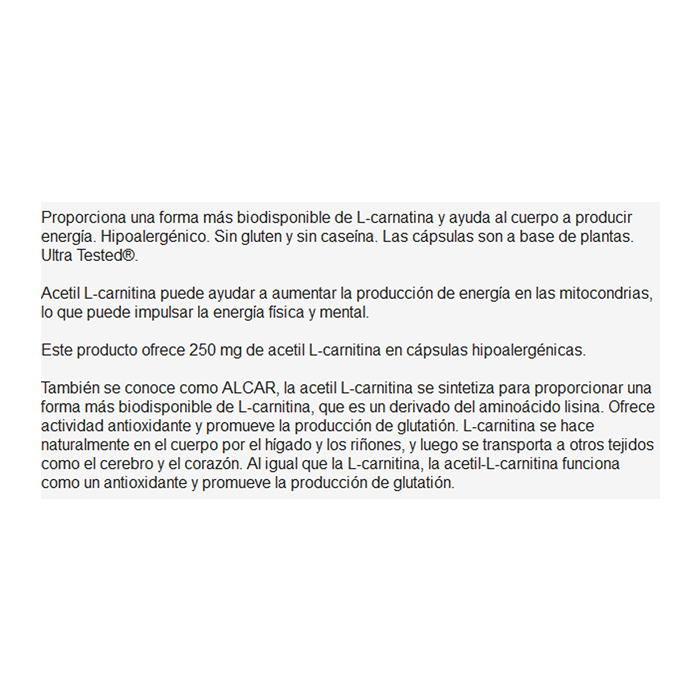 Proporciona una forma más biodisponible de L-carnatina y ayuda al cuerpo a producir
energía. Hipoalergénico. Sin gluten y sin caseína. Las cápsulas son a base de plantas.
Ultra Tested®.
Acetil L-carnitina puede ayudar a aumentar la producción de energía en las mitocondrias,
lo que puede impulsar la energía física y mental.
Este producto ofrece 250 mg de acetil L-carnitina en cápsulas hipoalergénicas.
También se conoce como ALCAR, la acetil L-carnitina se sintetiza para proporcionar una
forma más biodisponible de L-carnitina, que es un derivado del aminoácido lisina. Ofrece
actividad antioxidante y promueve la producción de glutatión. L-carnitina se hace
naturalmente en el cuerpo por el hígado y los riñones, y luego se transporta a otros tejidos
como el cerebro y el corazón. Al igual que la L-carnitina, la acetil-L-carnitina funciona
como un antioxidante y promueve la producción de glutatión.